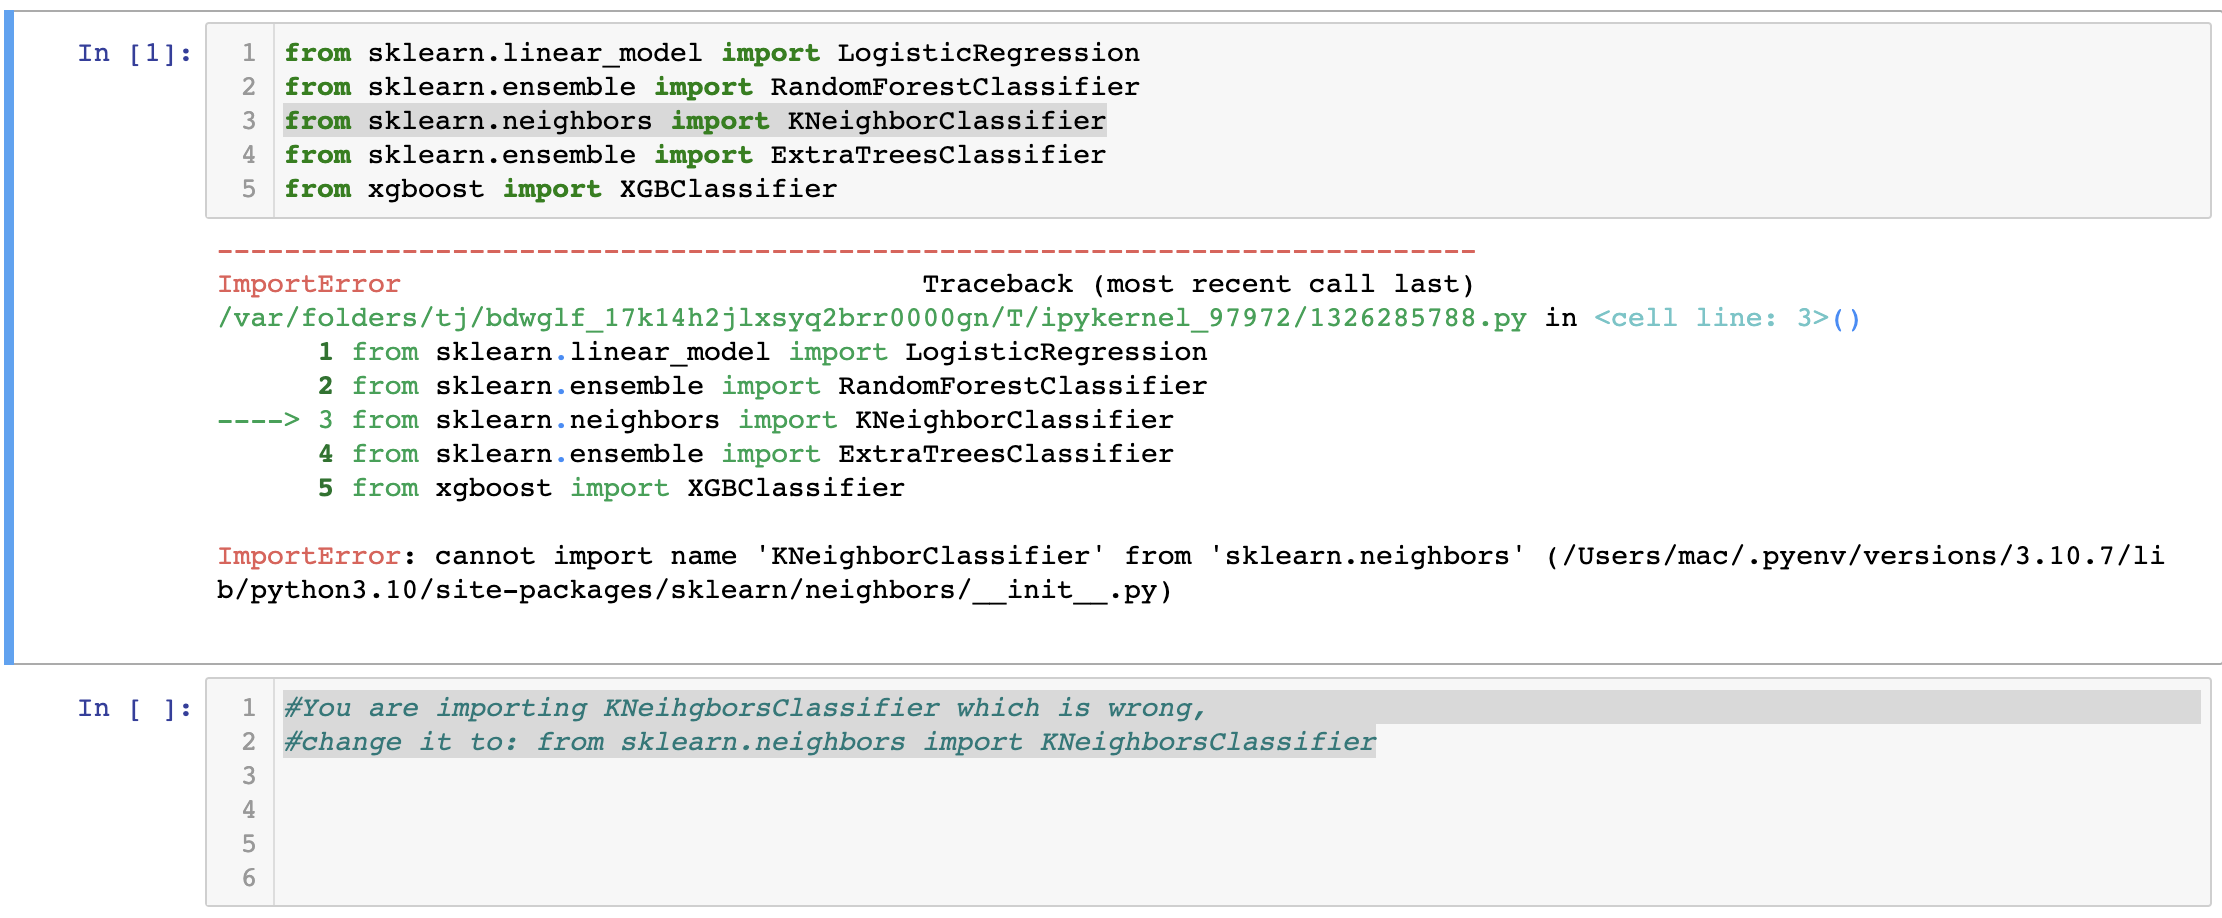 In [1]:
1 from sklearn.linear_model import LogisticRegression
2 from sklearn.ensemble import RandomForestClassifier
3 from sklearn.neighbors import KNeighborClassifier
4 from sklearn.ensemble import ExtraTreesClassifier
5 from xgboost import XGBClassifier
---------------------------------------------------------------------------
ImportError                               Traceback (most recent call last)
/var/folders/tj/bdwglf_17k14h2jlxsyq2brr0000gn/T/ipykernel_97972/1326285788.py in <cell line: 3>()
      1 from sklearn.linear_model import LogisticRegression
      2 from sklearn.ensemble import RandomForestClassifier
----> 3 from sklearn.neighbors import KNeighborClassifier
      4 from sklearn.ensemble import ExtraTreesClassifier
      5 from xgboost import XGBClassifier
ImportError: cannot import name 'KNeighborClassifier' from 'sklearn.neighbors' (/Users/mac/.pyenv/versions/3.10.7/li
b/python3.10/site-packages/sklearn/neighbors/__init__.py)
In [ ]:
1 #You are importing KNeihgborsClassifier which is wrong,
2 #change it to: from sklearn.neighbors import KNeighborsClassifier
3
4
5
6